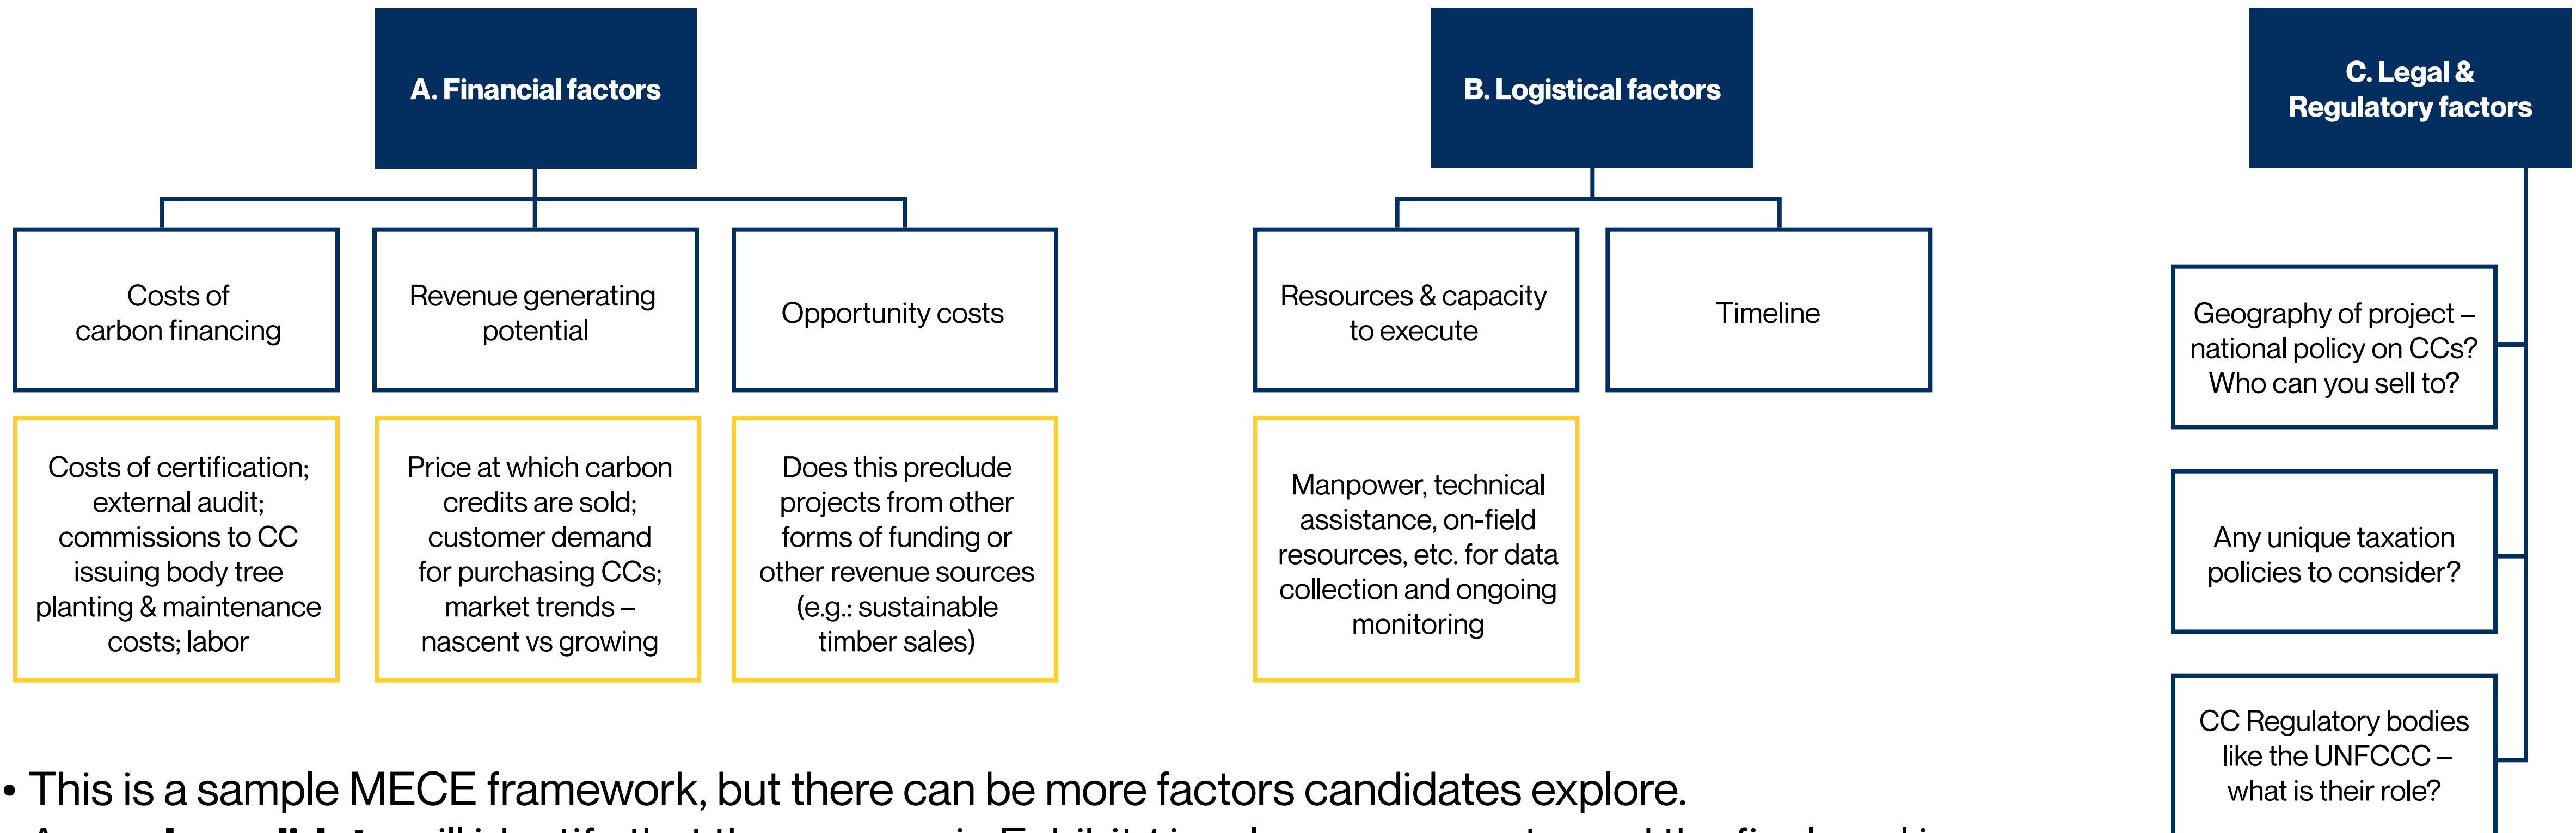 A. Financial factors
Costs of
carbon financing
Revenue generating
potential
Opportunity costs
Costs of certification;
external audit;
commissions to CC
issuing body tree
planting & maintenance
costs; labor
Price at which carbon
credits are sold;
customer demand
for purchasing CCs;
market trends –
nascent vs growing
Does this preclude
projects from other
forms of funding or
other revenue sources
(e.g.: sustainable
timber sales)
B. Logistical factors
Resources & capacity
to execute
Timeline
Manpower, technical
assistance, on-field
resources, etc. for data
collection and ongoing
monitoring
C. Legal &
Regulatory factors
Geography of project –
national policy on CCs?
Who can you sell to?
Any unique taxation
policies to consider?
CC Regulatory bodies
like the UNFCCC –
what is their role?
• This is a sample MECE framework, but there can be more factors candidates explore.